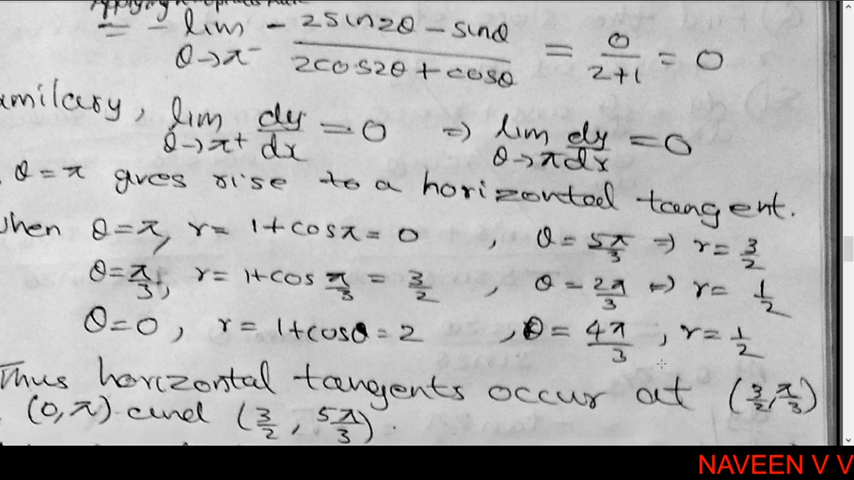 = - lim - 2sin2θ - sinθ / 2cos2θ + cosθ = 0 / 2+1 = 0
θ→π-
amilary, lim dy/dx = 0 ⇒ lim dy/dx = 0
θ→π+ θ→π
θ = π gives rise to a horizontal tangent.
When θ=π, r = 1+cosπ = 0 , θ = 5π/3 ⇒ r = 3/2
θ=π/3, r = 1+cos π/3 = 3/2 , θ = 2π/3 ⇒ r = 1/2
θ=0, r = 1+cos0 = 2 , θ = 4π/3, r = 1/2
Thus horizontal tangents occur at (3/2, π/3)
(0, π) and (3/2, 5π/3).
NAVEEN V V